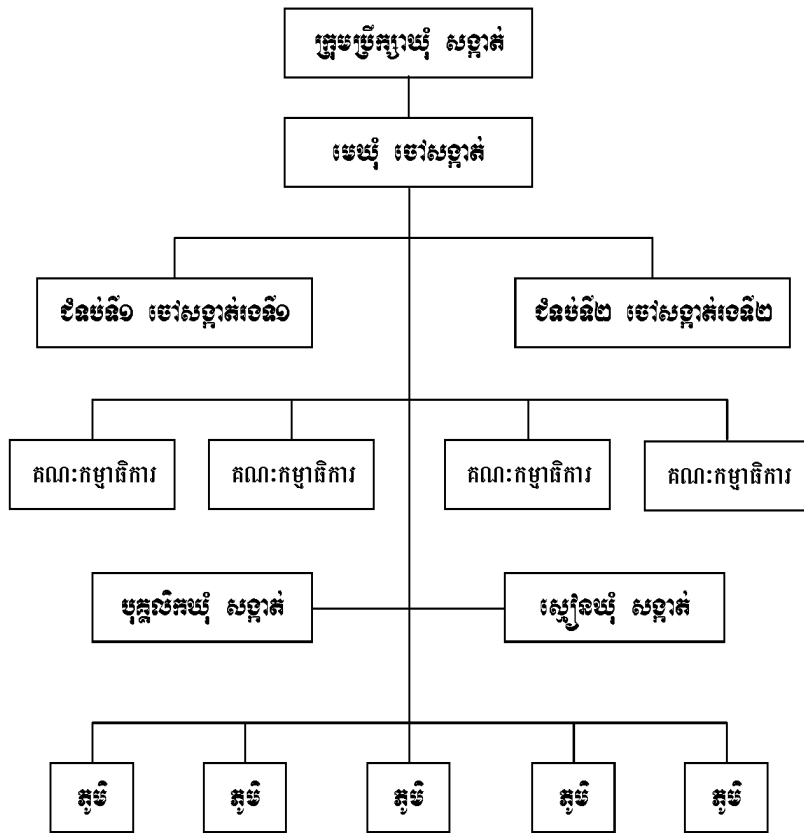 ក្រុមប្រឹក្សាឃុំ សង្កាត់
មេឃុំ ចៅសង្កាត់
ជំទប់ទី១ ចៅសង្កាត់រងទី១
ជំទប់ទី២ ចៅសង្កាត់រងទី២
គណៈកម្មាធិការ
គណៈកម្មាធិការ
គណៈកម្មាធិការ
គណៈកម្មាធិការ
បុគ្គលិកឃុំ សង្កាត់
ស្មៀនឃុំ សង្កាត់
ភូមិ
ភូមិ
ភូមិ
ភូមិ
ភូមិ